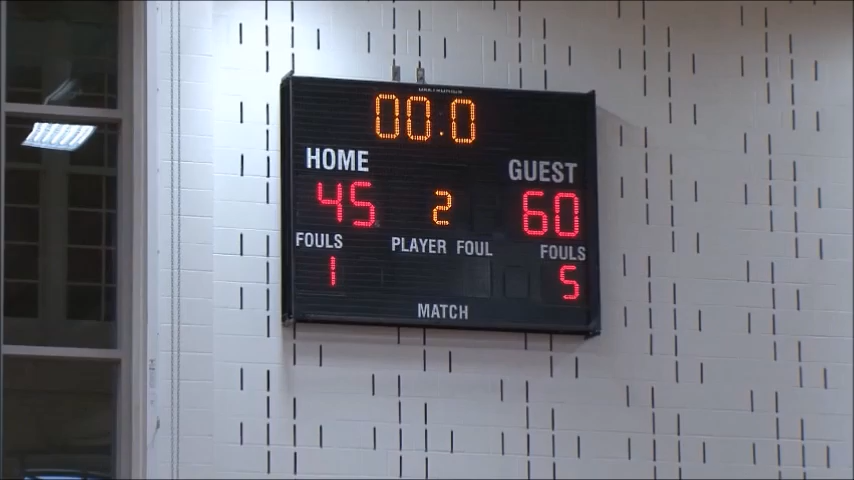 00.0
HOME GUEST
45 2 60
FOULS PLAYER FOUL FOULS
1 5
MATCH